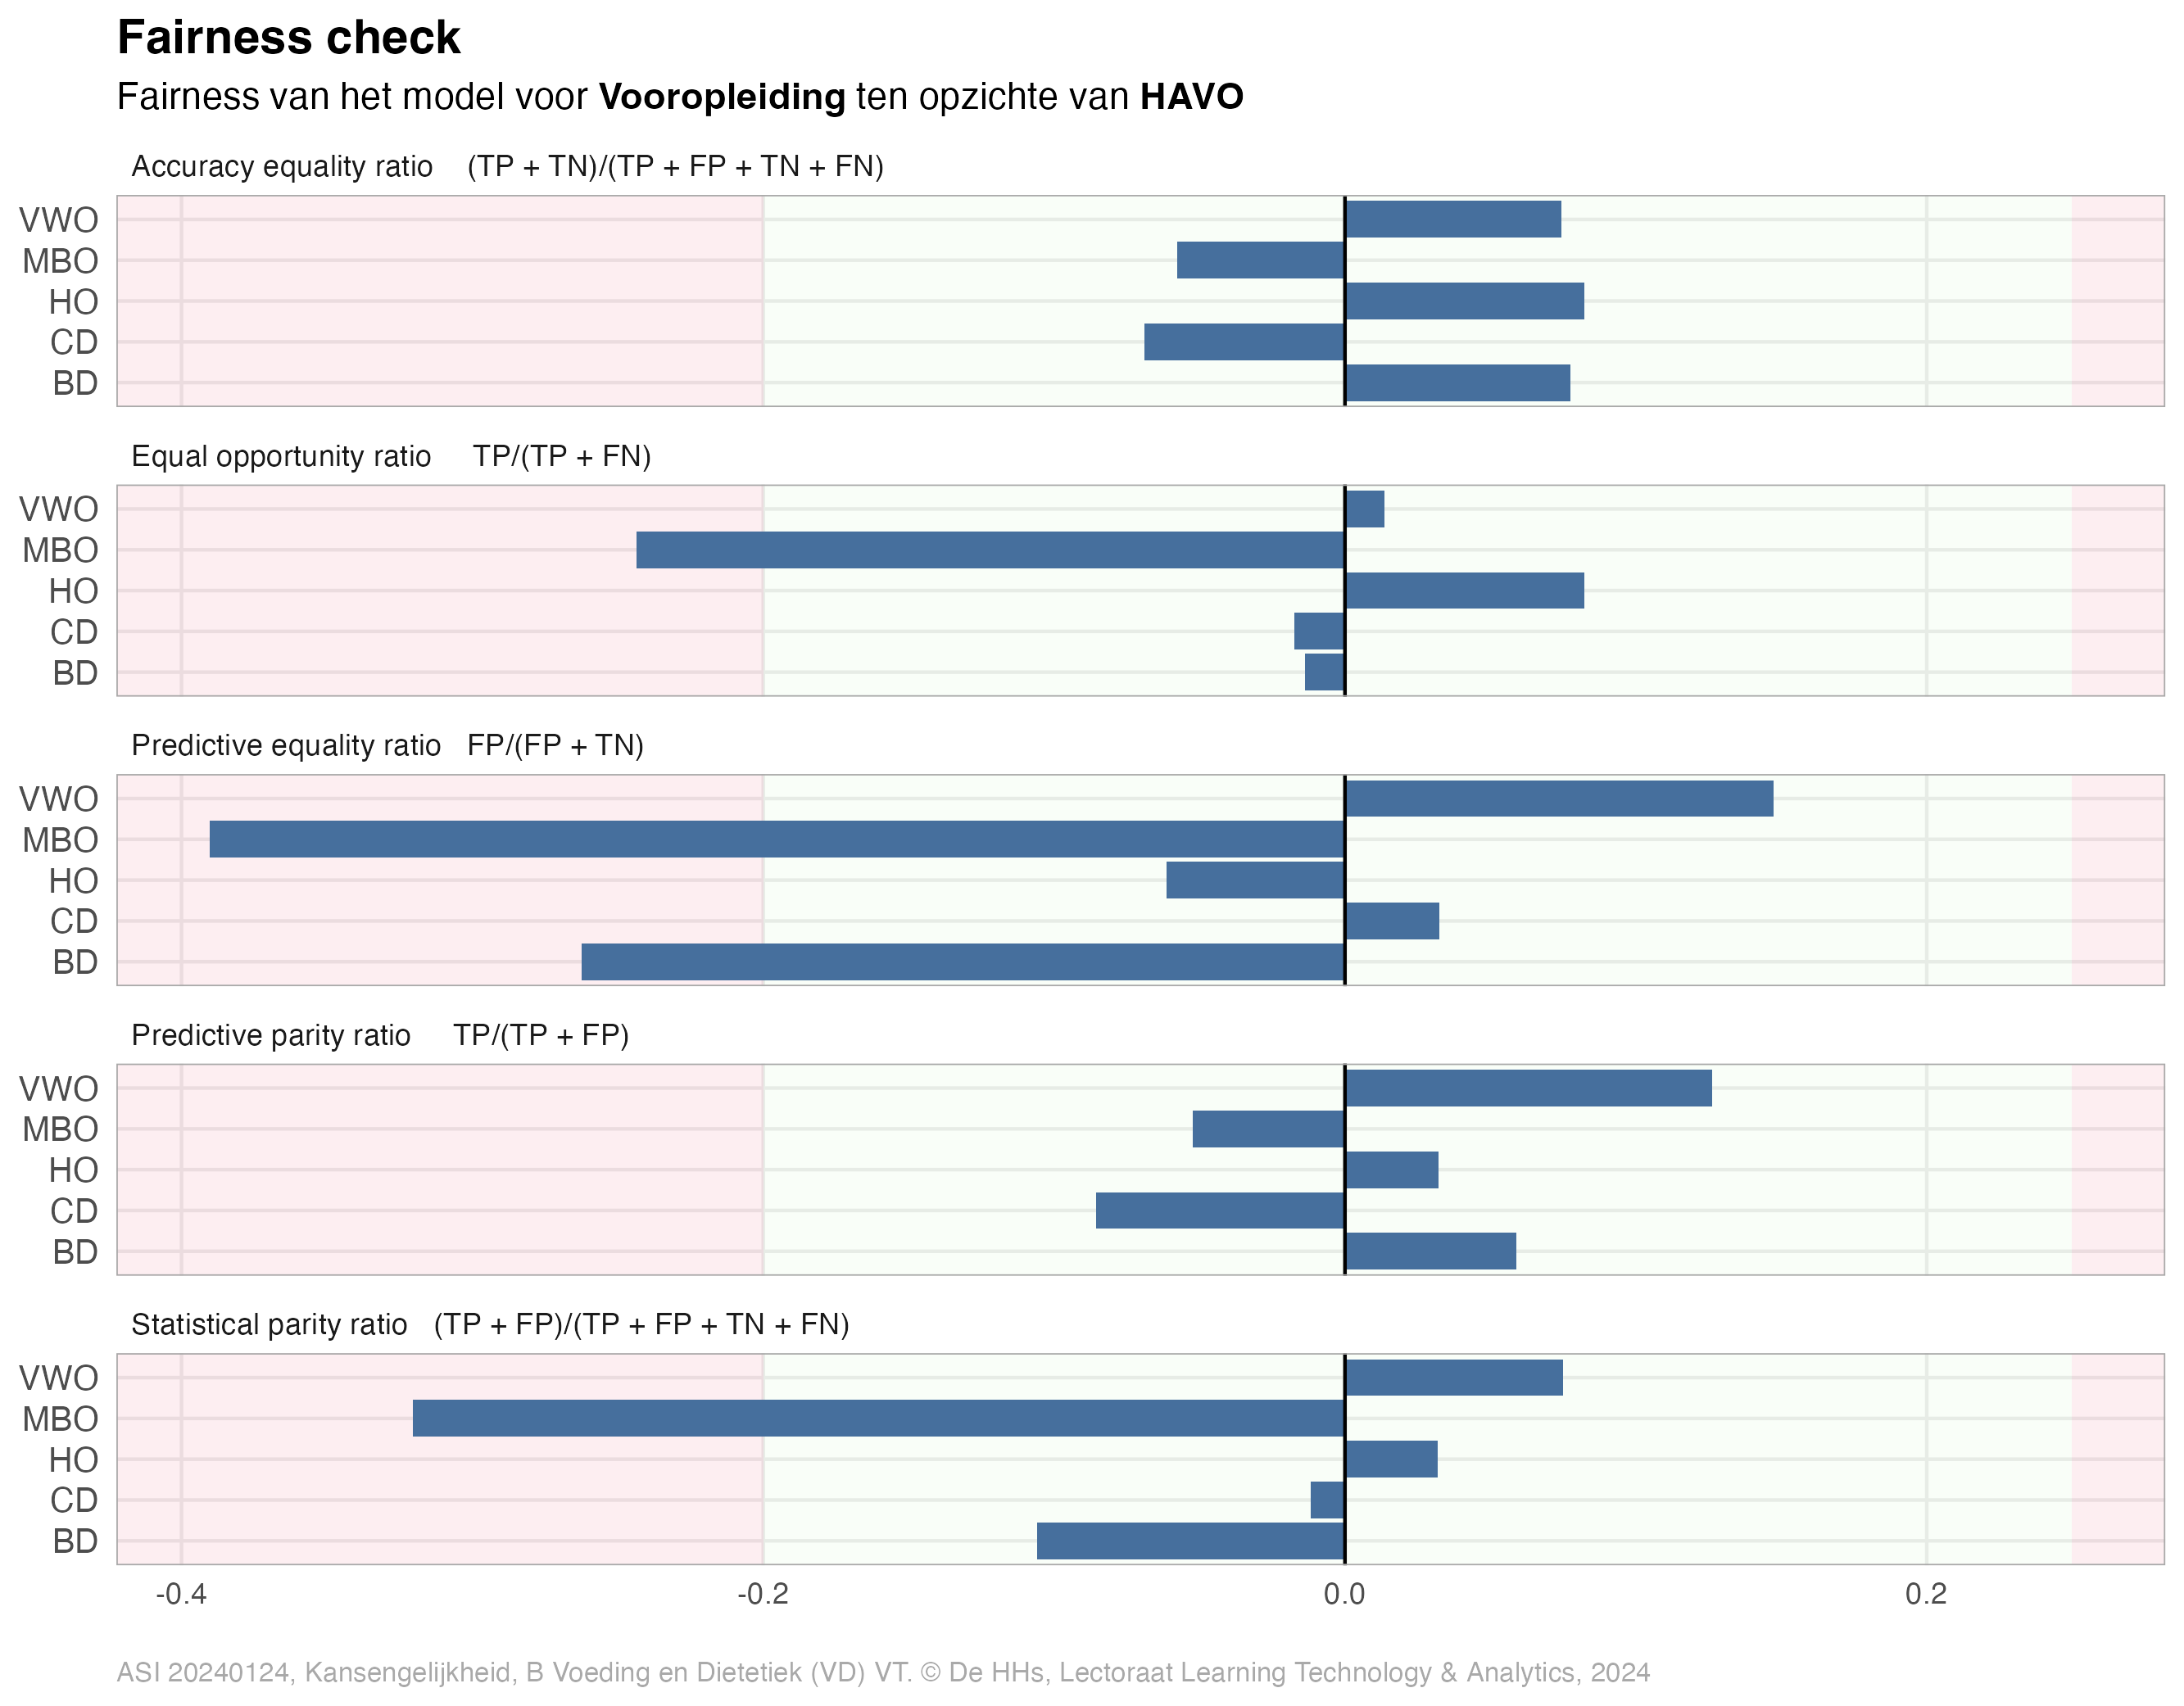 Fairness check
Fairness van het model voor Vooropleiding ten opzichte van HAVO
Accuracy equality ratio (TP + TN)/(TP + FP + TN + FN)
VWO
MBO
HO
CD
BD
Equal opportunity ratio TP/(TP + FN)
VWO
MBO
HO
CD
BD
Predictive equality ratio FP/(FP + TN)
VWO
MBO
HO
CD
BD
Predictive parity ratio TP/(TP + FP)
VWO
MBO
HO
CD
BD
Statistical parity ratio (TP + FP)/(TP + FP + TN + FN)
VWO
MBO
HO
CD
BD
-0.4 -0.2 0.0 0.2
ASI 20240124, Kansengelijkheid, B Voeding en Dietetiek (VD) VT. © De HHs, Lectoraat Learning Technology & Analytics, 2024